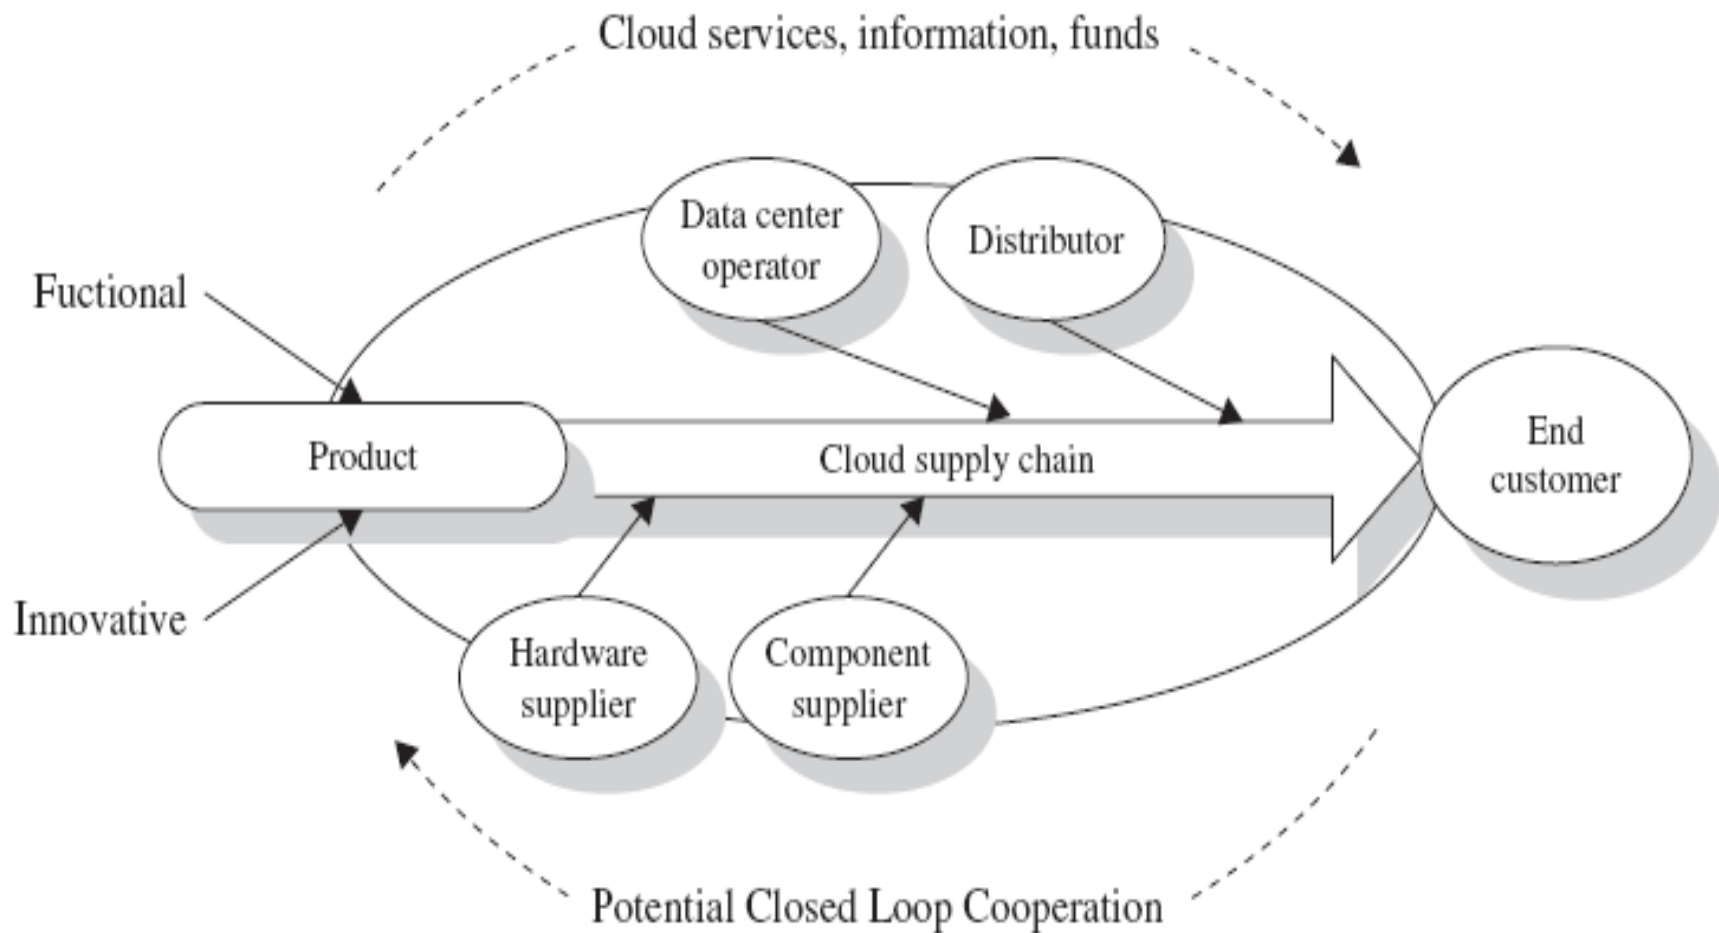 Cloud services, information, funds
Data center
operator
Distributor
Fuctional
Product
Cloud supply chain
End
customer
Innovative
Hardware
supplier
Component
supplier
Potential Closed Loop Cooperation